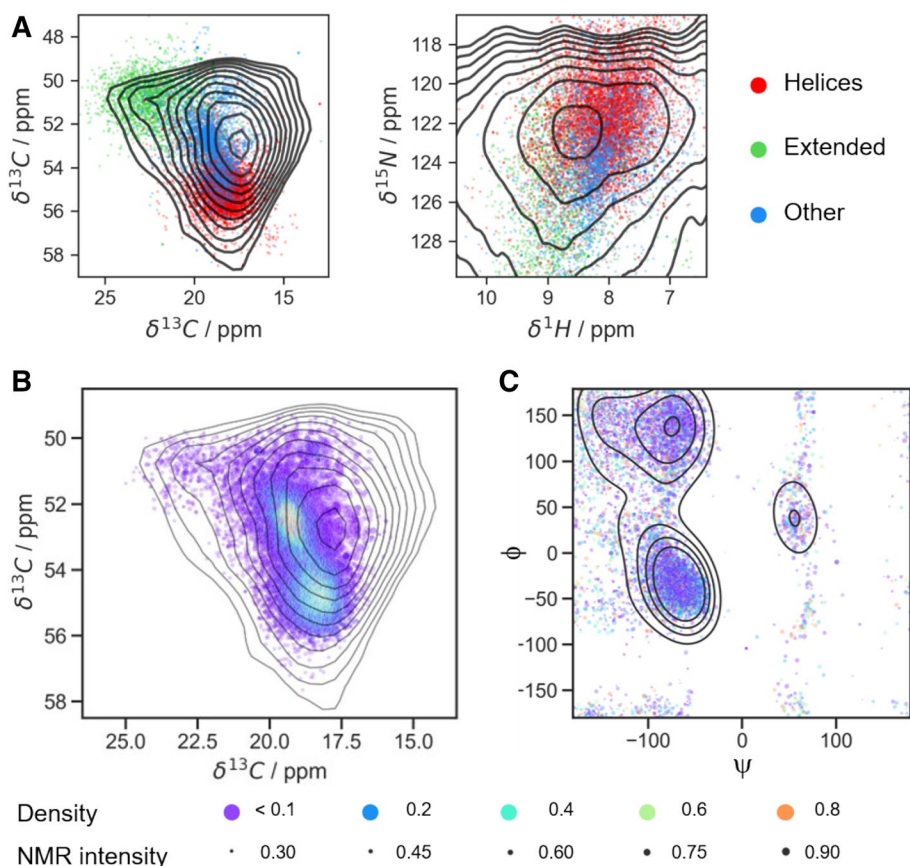 A
48
50
52
54
56
58
δ¹³C / ppm
25 20 15
δ¹³C / ppm
118
120
122
124
126
128
δ¹⁵N / ppm
10 9 8 7
δ¹H / ppm
Helices
Extended
Other
B
50
52
53
56
58
δ¹³C / ppm
25.0 22.5 20.0 17.5 15.0
δ¹³C / ppm
C
150
100
50
0
-50
-100
-150
ϕ
−100 0 100
Ψ
Density < 0.1 0.2 0.4 0.6 0.8
NMR intensity 0.30 0.45 0.60 0.75 0.90